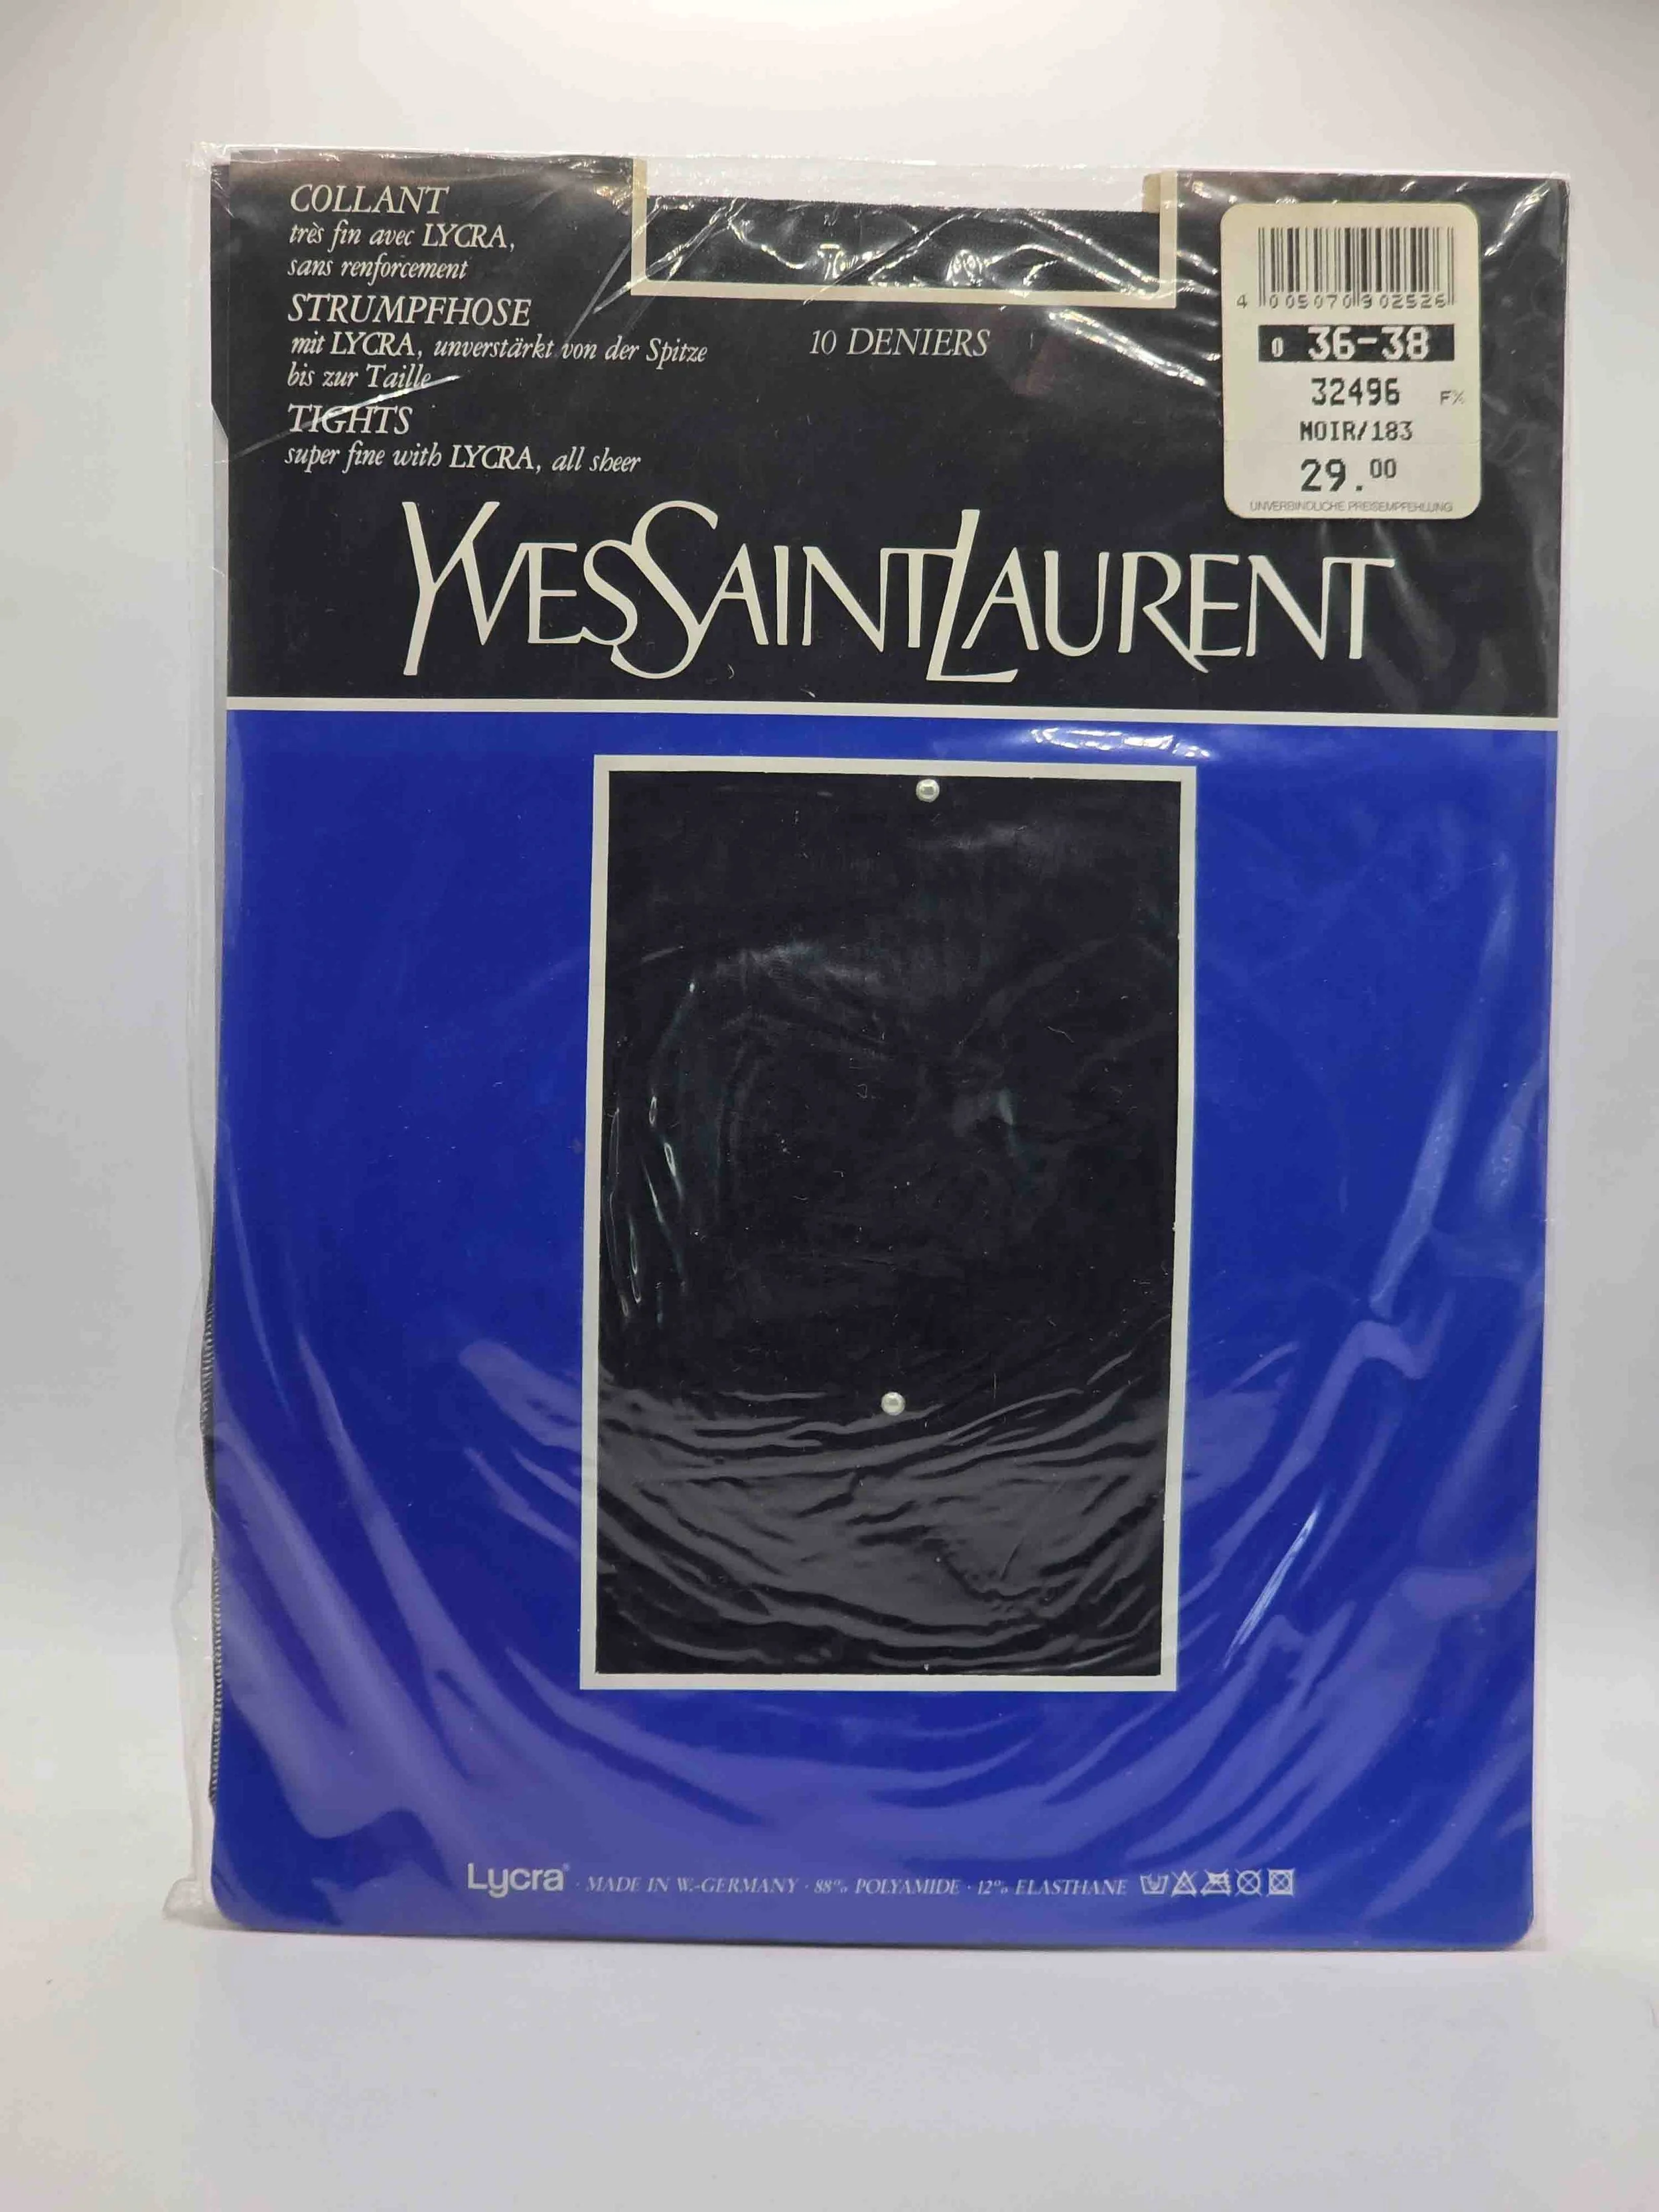 COLLANT
très fin avec LYCRA,
sans renforcement
STRUMPFHOSE
mit LYCRA, unverstärkt von der Spitze
bis zur Taille
TIGHTS
super fine with LYCRA, all sheer
10 DENIERS
4 005070 902526
0 36-38
32496
NOIR/183
29.00
UNVERBINDLICHE PREISEMPFEHLUNG
YVESSAINTLAURENT
Lycra® · MADE IN W.-GERMANY · 88% POLYAMIDE · 12% ELASTHANE